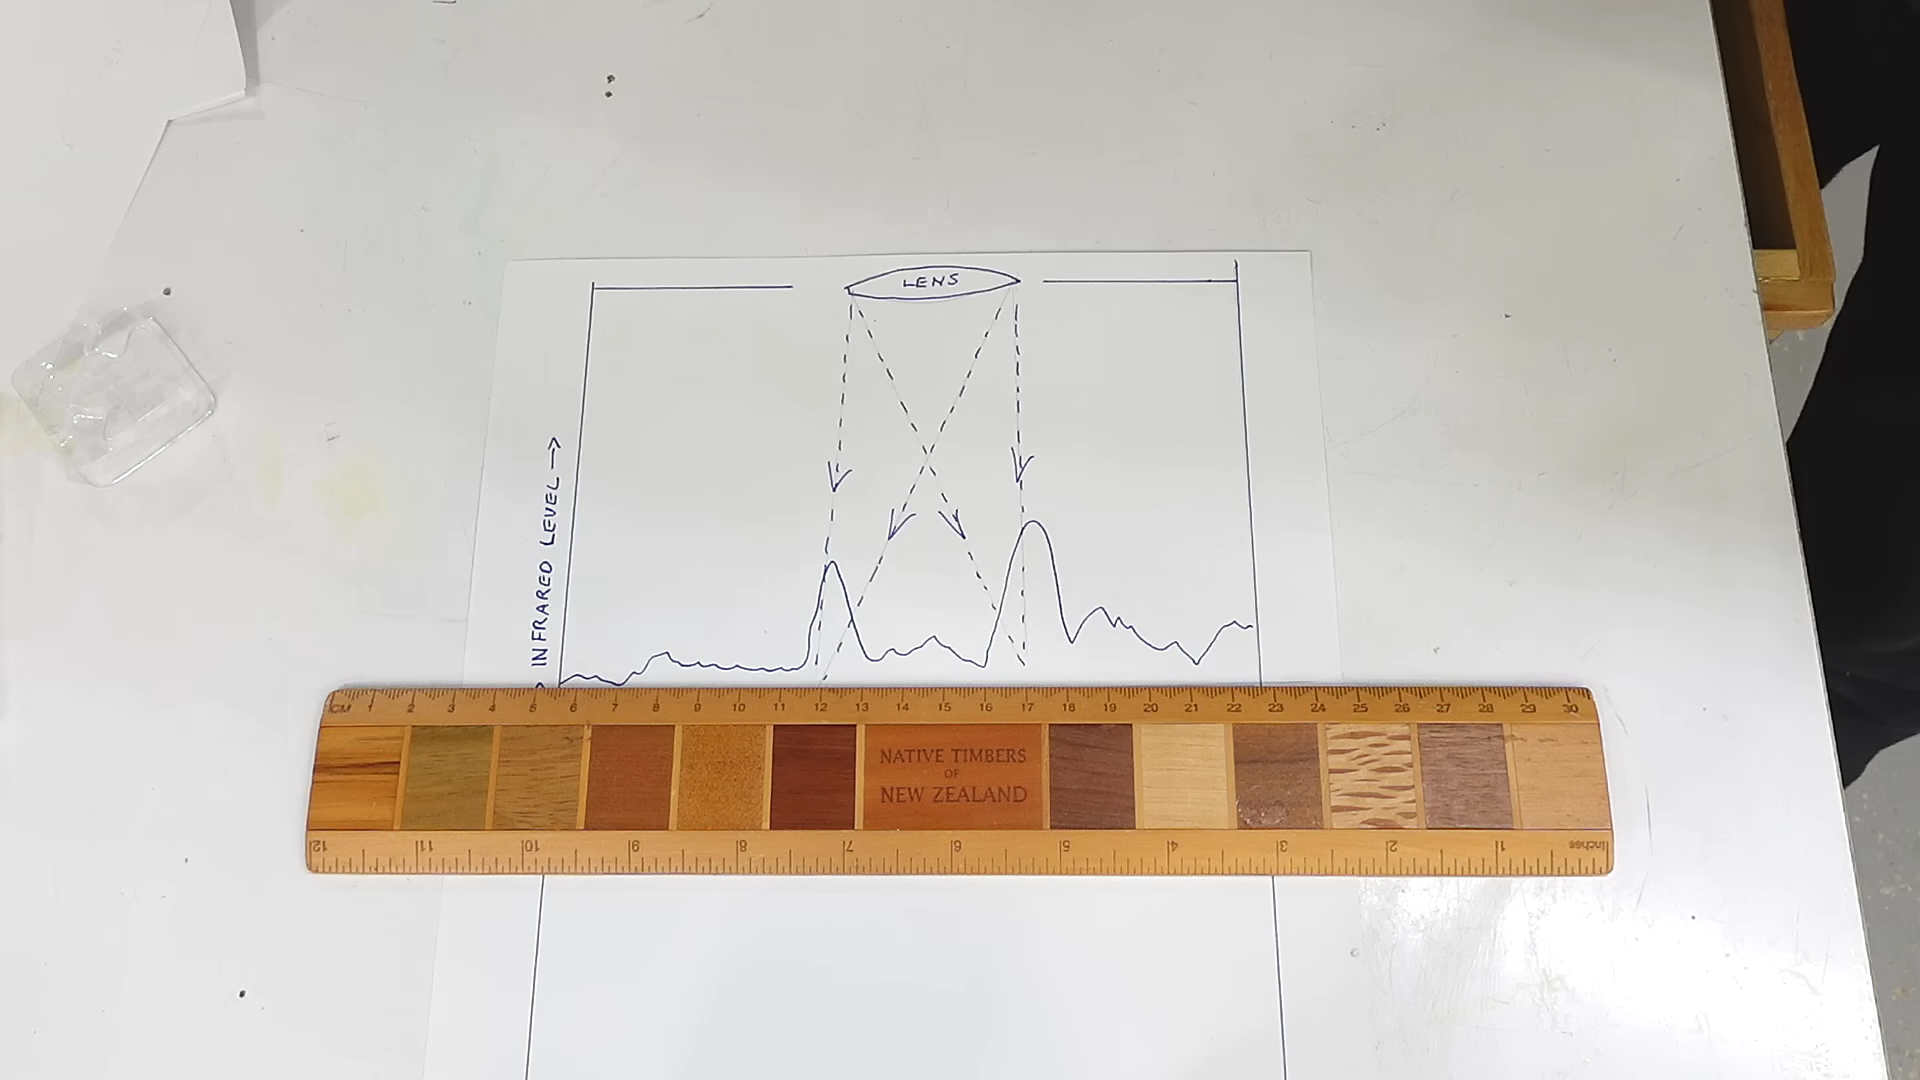 LENS
INFRARED LEVEL →
CM 1 2 3 4 5 6 7 8 9 10 11 12 13 14 15 16 17 18 19 20 21 22 23 24 25 26 27 28 29 30
NATIVE TIMBERS
OF
NEW ZEALAND
12 11 10 9 8 7 6 5 4 3 2 1 Inches